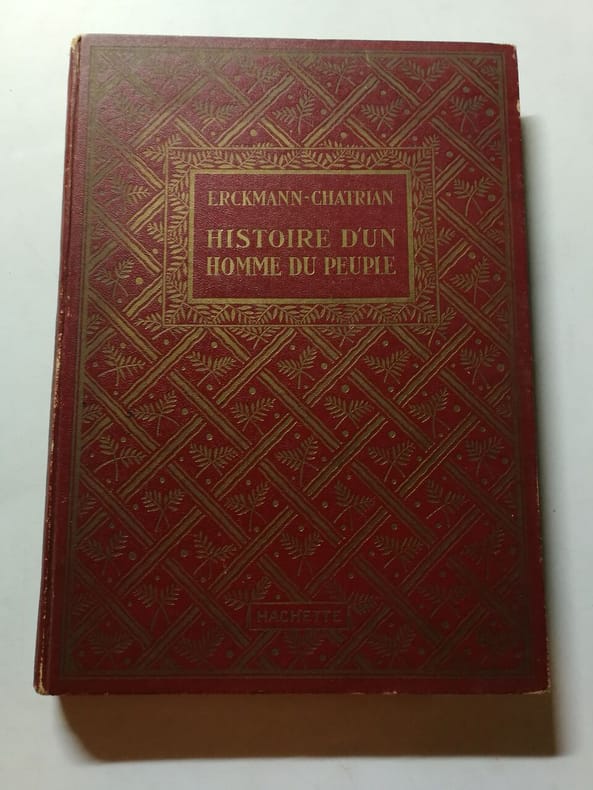 ERCKMANN-CHATRIAN
HISTOIRE D'UN
HOMME DU PEUPLE
HACHETTE